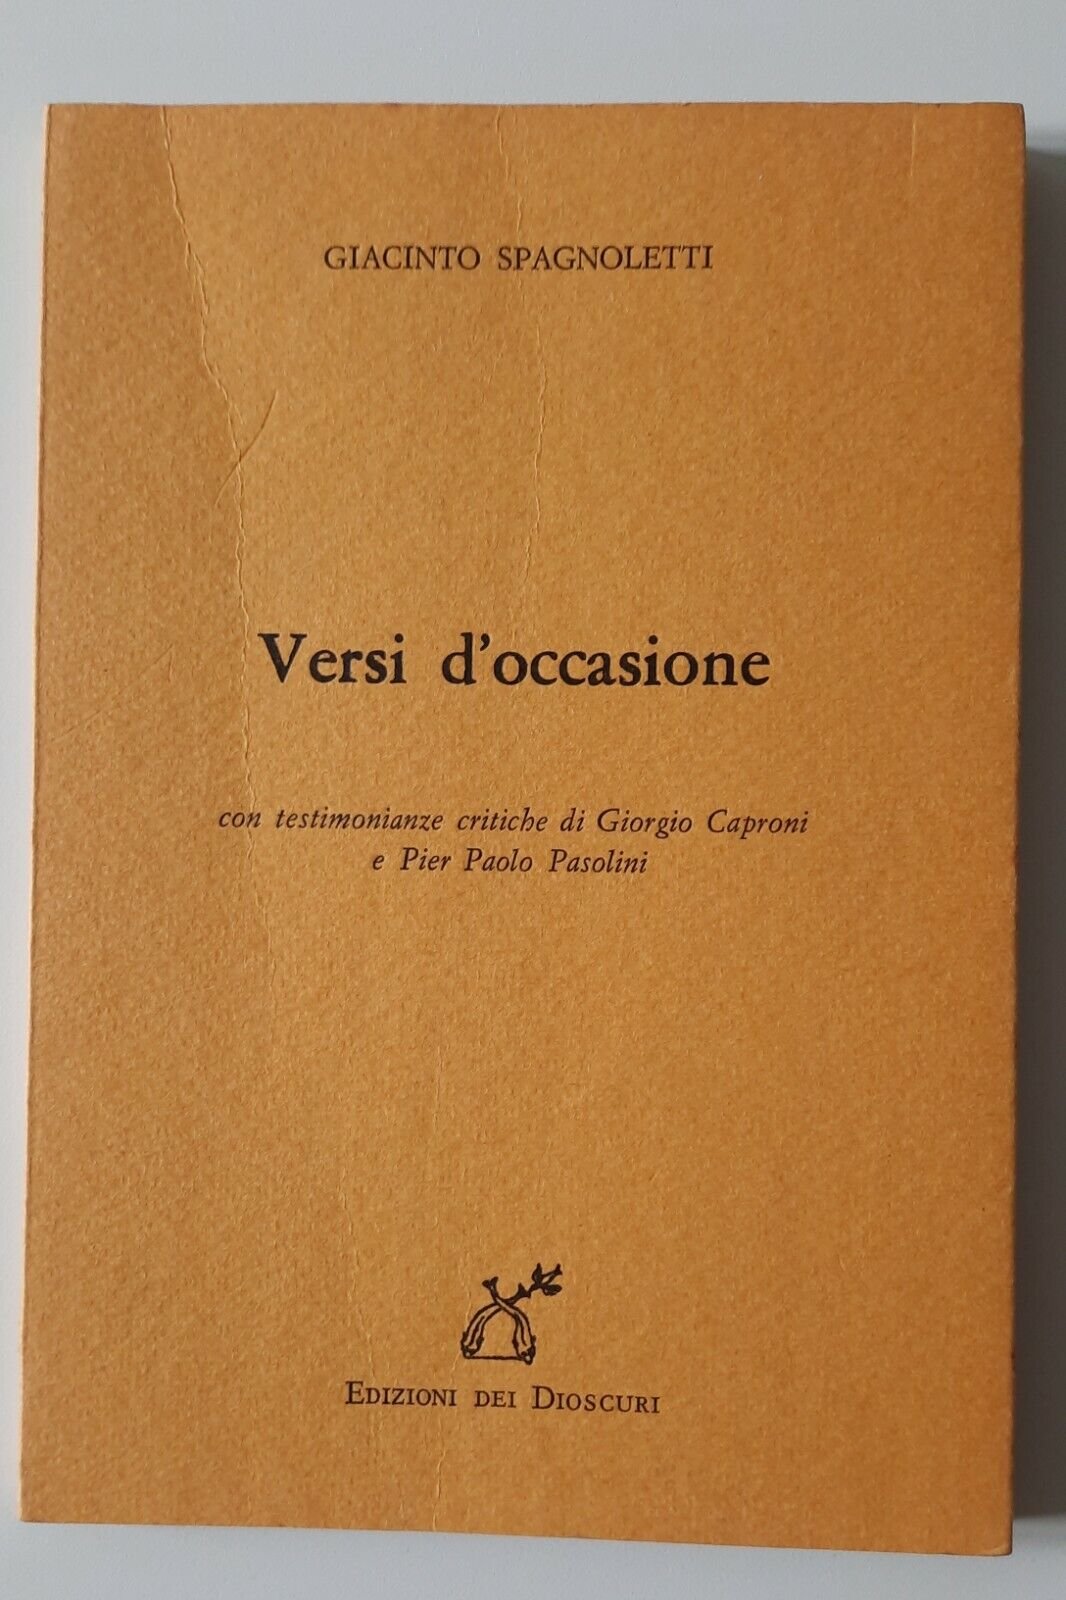 GIACINTO SPAGNOLETTI
Versi d'occasione
con testimonianze critiche di Giorgio Caproni
e Pier Paolo Pasolini
EDIZIONI DEI DIOSCURI